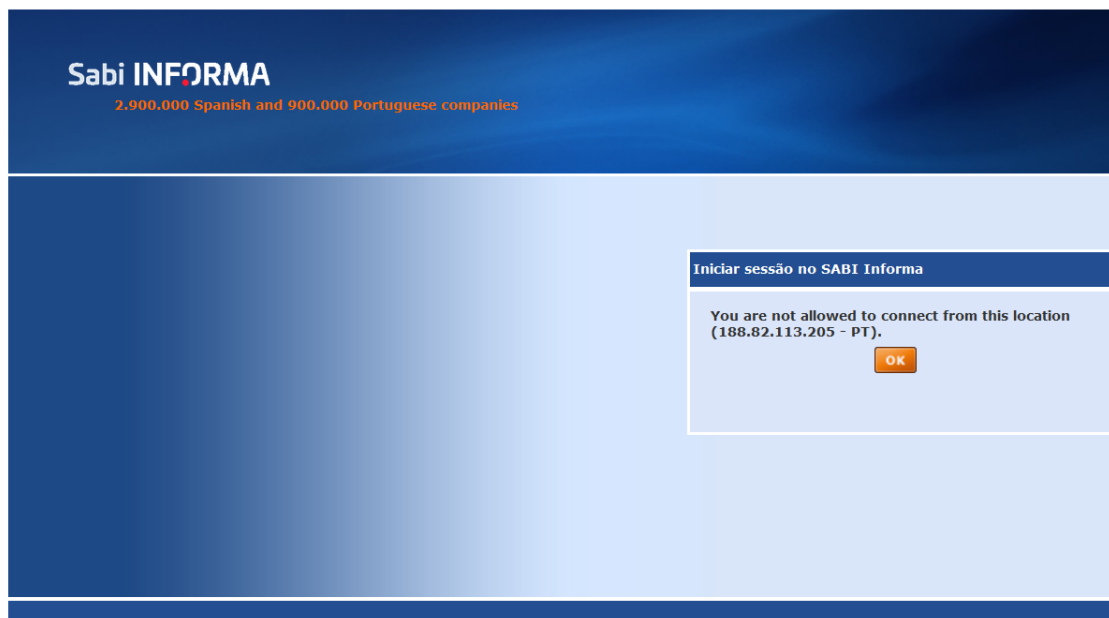 Sabi INFORMA
2.900.000 Spanish and 900.000 Portuguese companies
Iniciar sessão no SABI Informa
You are not allowed to connect from this location
(188.82.113.205 - PT).
OK